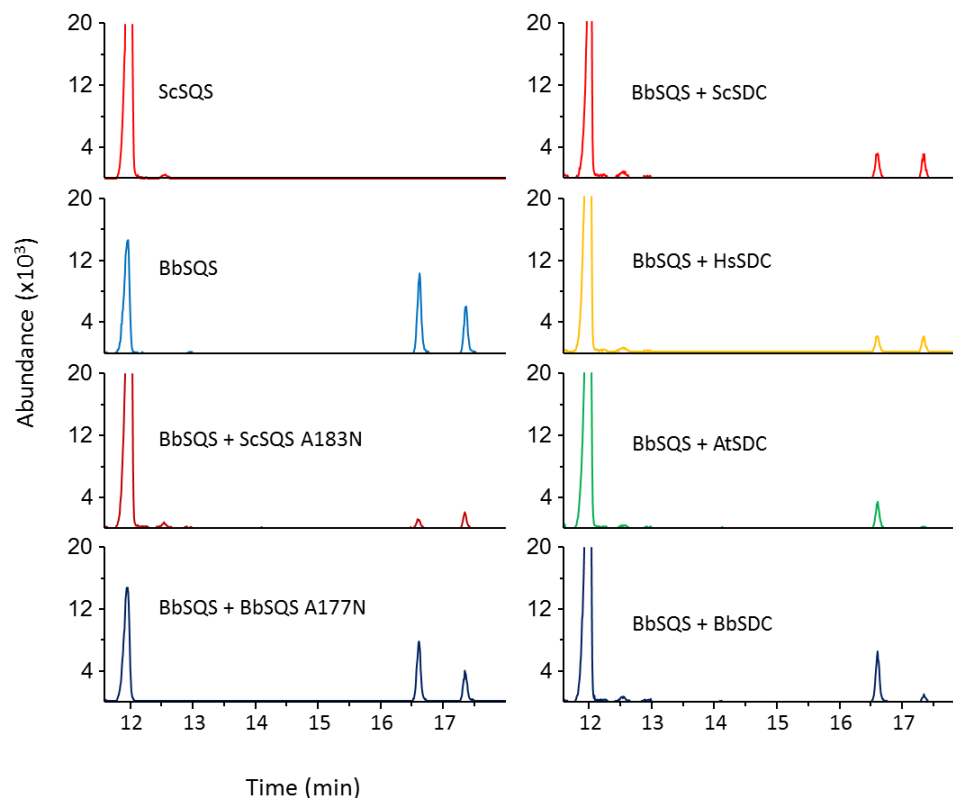 20
12
4
ScSQS
20
12
4
BbSQS
20
12
4
BbSQS + ScSQS A183N
20
12
4
BbSQS + BbSQS A177N
12 13 14 15 16 17
20
12
4
BbSQS + ScSDC
20
12
4
BbSQS + HsSDC
20
12
4
BbSQS + AtSDC
20
12
4
BbSQS + BbSDC
12 13 14 15 16 17
Abundance (x10³)
Time (min)